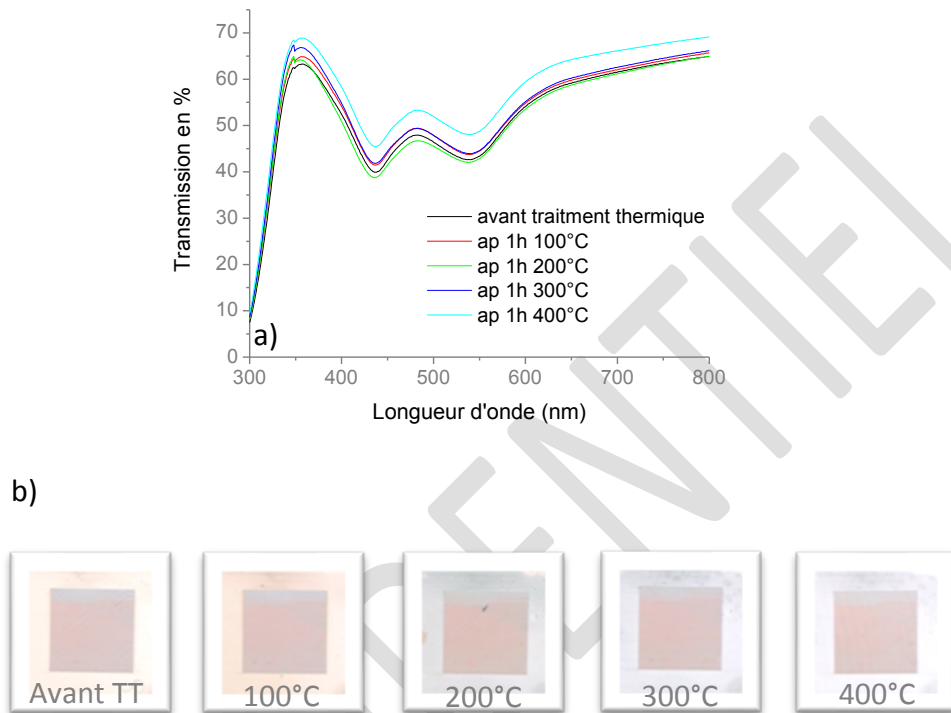 70
60
50
40
30
20
10
0
Transmission en %
avant traitment thermique
ap 1h 100°C
ap 1h 200°C
ap 1h 300°C
ap 1h 400°C
a)
300 400 500 600 700 800
Longueur d'onde (nm)
b)
Avant TT 100°C 200°C 300°C 400°C